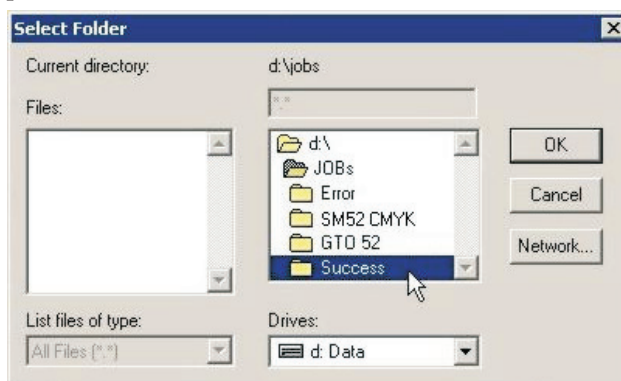 Select Folder
Current directory:
d:\jobs
Files:
*.*
d:\
JOBs
Error
SM52 CMYK
GTO 52
Success
OK
Cancel
Network...
List files of type:
All Files (*.*)
Drives:
d: Data